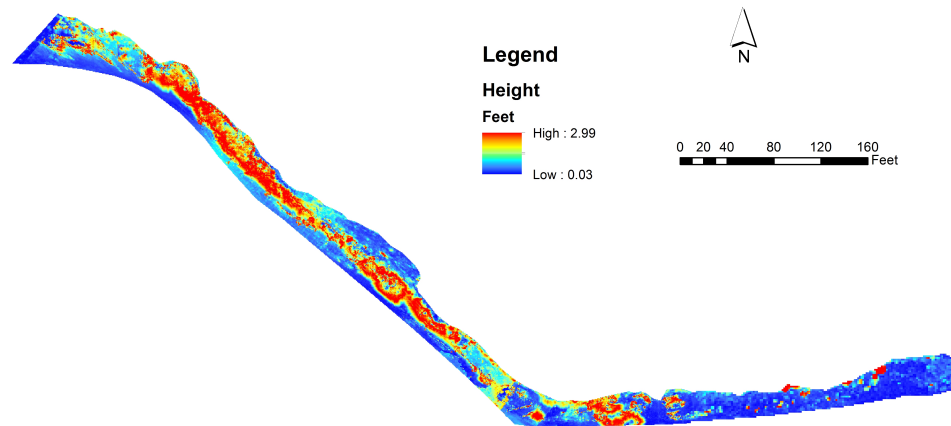 Legend
Height
Feet
High : 2.99
Low : 0.03
N
0 20 40 80 120 160
Feet